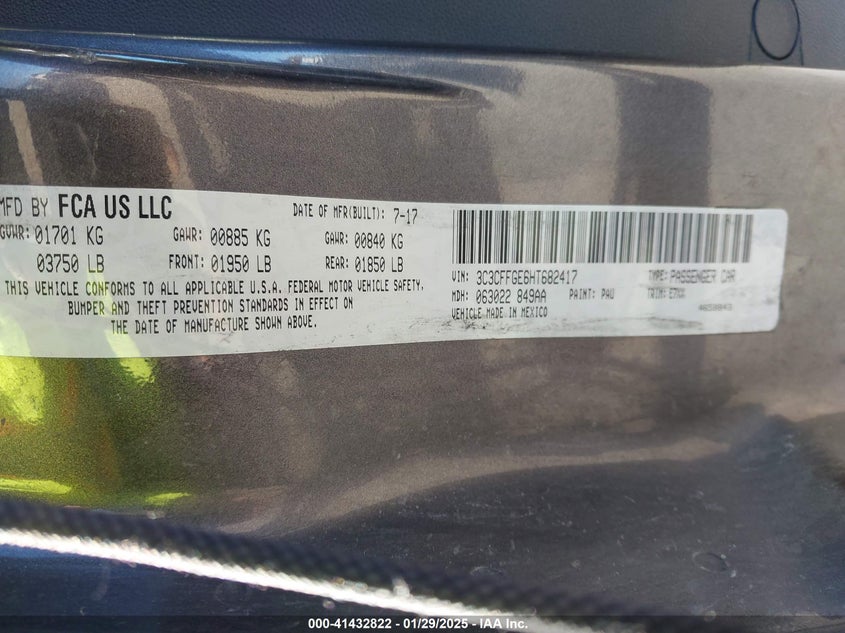 MFD BY FCA US LLC
DATE OF MFR(BUILT): 7-17
GVWR: 01701 KG GAWR: 00885 KG GAWR: 00840 KG
03750 LB FRONT: 01950 LB REAR: 01850 LB
THIS VEHICLE CONFORMS TO ALL APPLICABLE U.S.A. FEDERAL MOTOR VEHICLE SAFETY,
BUMPER AND THEFT PREVENTION STANDARDS IN EFFECT ON
THE DATE OF MANUFACTURE SHOWN ABOVE.
VIN: 3C3CFFGE6HT682417 TYPE: PASSENGER CAR
MDH: 063022 849AA PAINT: PAU TRIM: E7XX
VEHICLE MADE IN MEXICO
000-41432822 - 01/29/2025 - IAA Inc.